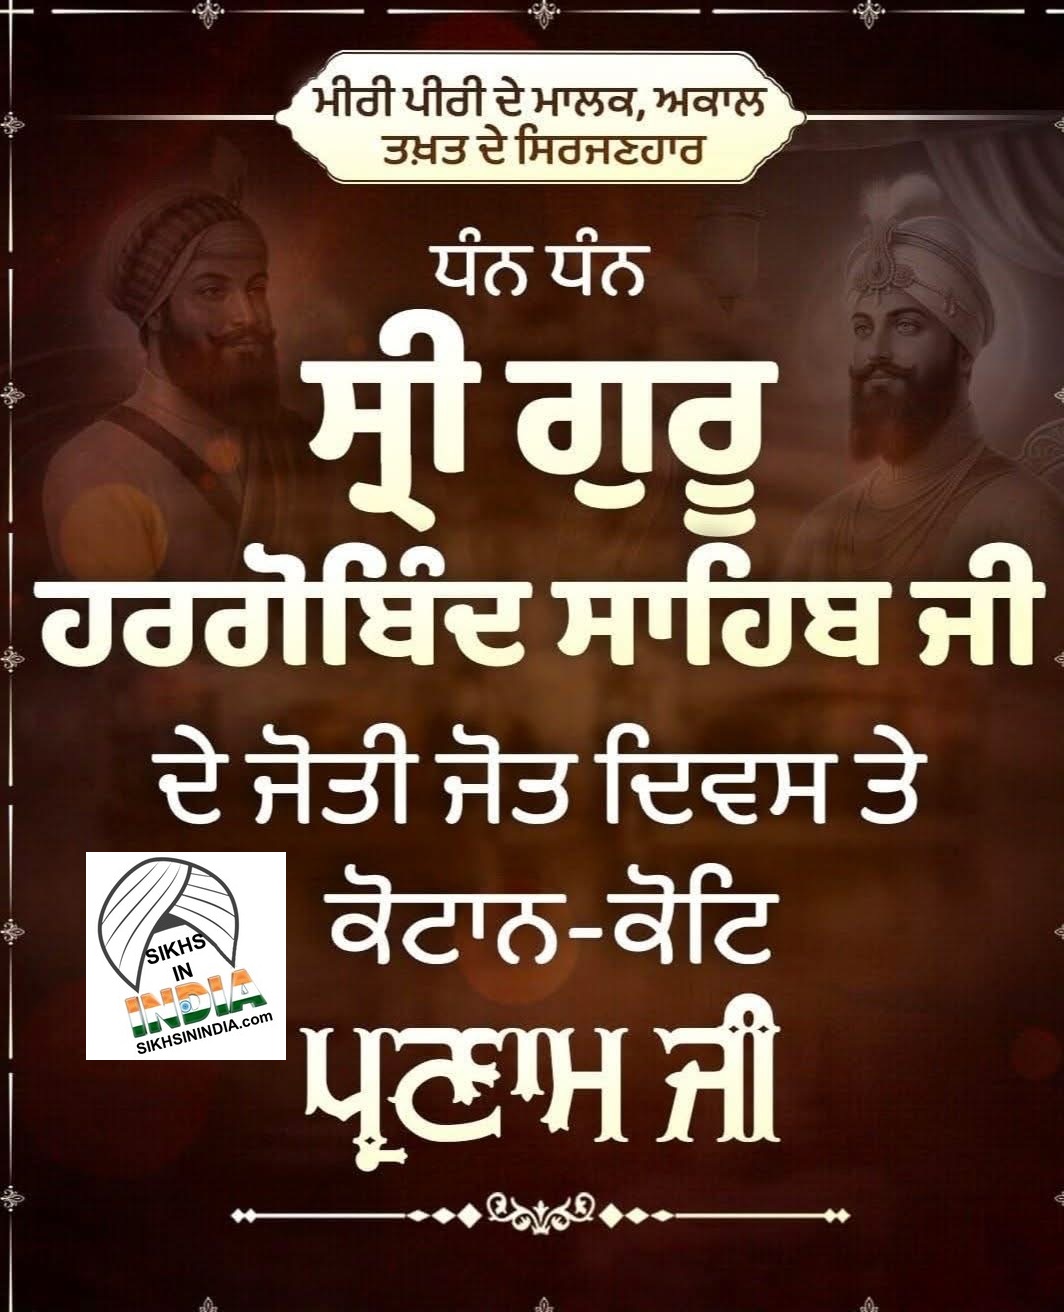 ਮੀਰੀ ਪੀਰੀ ਦੇ ਮਾਲਕ, ਅਕਾਲ
ਤਖ਼ਤ ਦੇ ਸਿਰਜਣਹਾਰ
ਧੰਨ ਧੰਨ
ਸ੍ਰੀ ਗੁਰੂ
ਹਰਗੋਬਿੰਦ ਸਾਹਿਬ ਜੀ
ਦੇ ਜੋਤੀ ਜੋਤ ਦਿਵਸ ਤੇ
ਕੋਟਾਨ-ਕੋਟਿ
ਪ੍ਰਣਾਮ ਜੀ
SIKHS
IN
INDIA
SIKHSININDIA.com